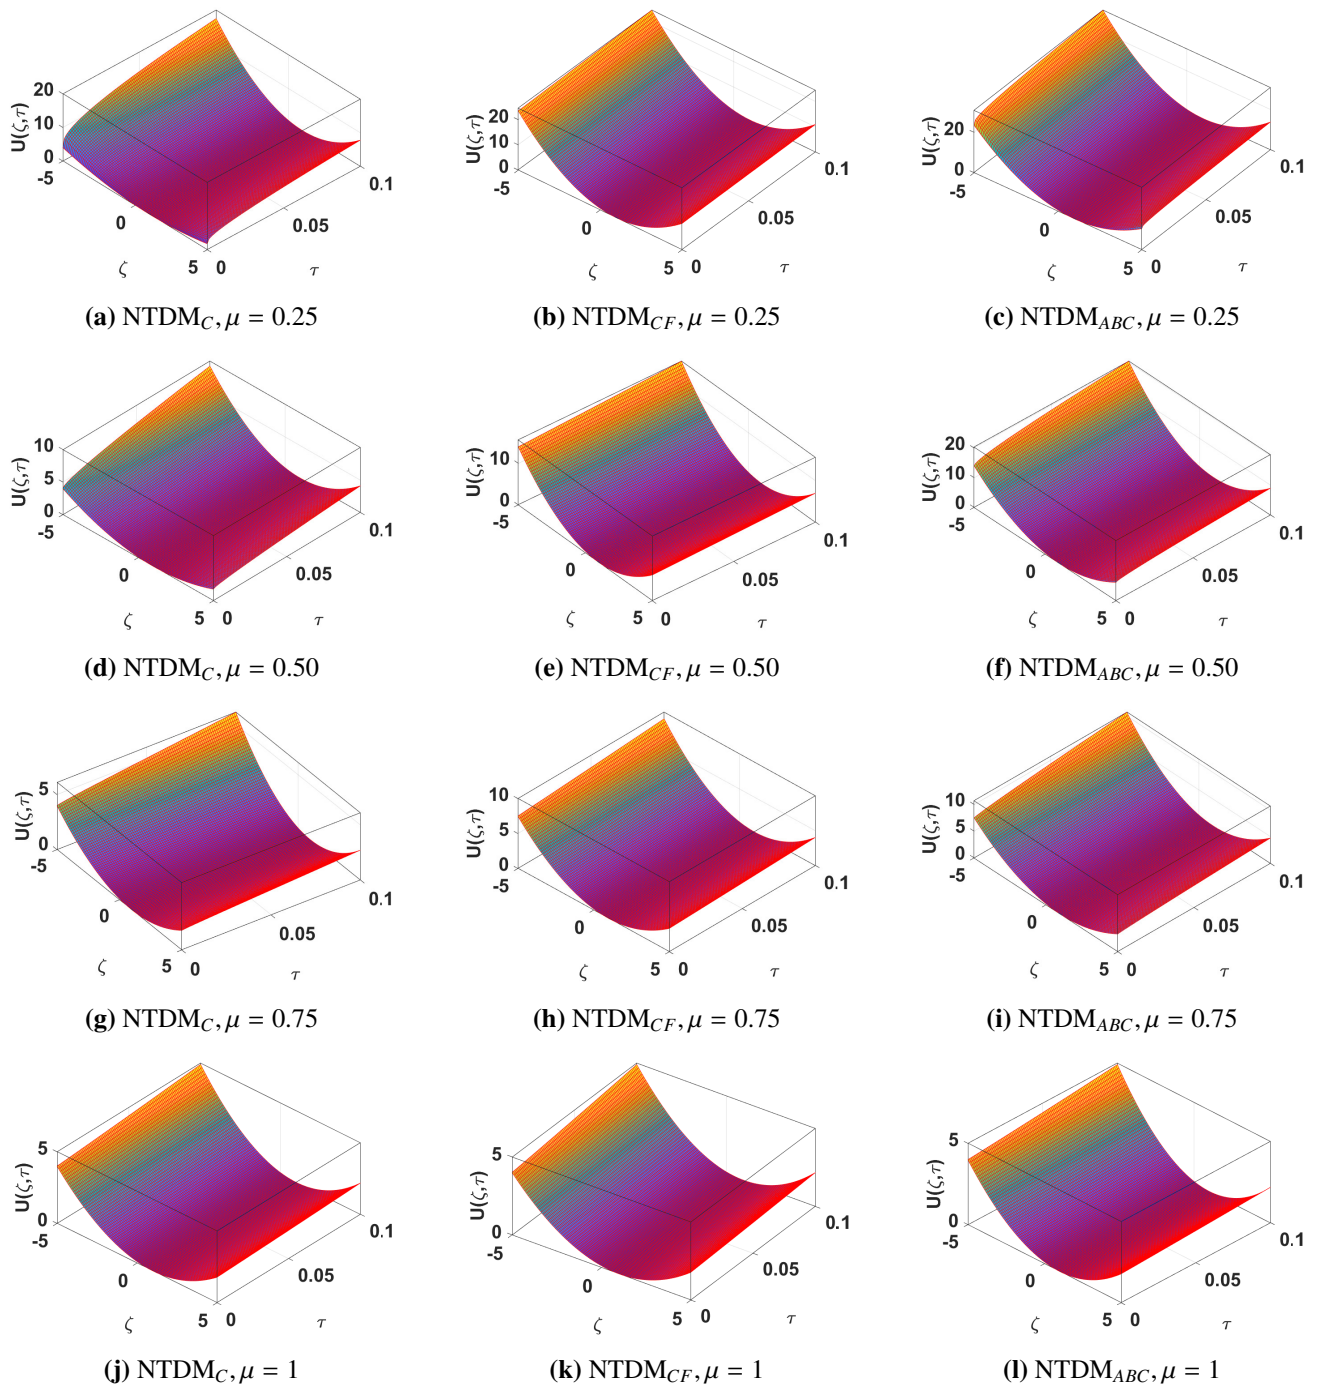 20
10
0
-5
0
5 0
0.05
0.1
U(ζ,τ)
ζ
τ
(a) NTDM_C, μ = 0.25
20
10
0
-5
0
5 0
0.05
0.1
U(ζ,τ)
ζ
τ
(b) NTDM_CF, μ = 0.25
20
0
-5
0
5 0
0.05
0.1
U(ζ,τ)
ζ
τ
(c) NTDM_ABC, μ = 0.25
10
5
0
-5
0
5 0
0.05
0.1
U(ζ,τ)
ζ
τ
(d) NTDM_C, μ = 0.50
10
0
-5
0
5 0
0.05
0.1
U(ζ,τ)
ζ
τ
(e) NTDM_CF, μ = 0.50
20
10
0
-5
0
5 0
0.05
0.1
U(ζ,τ)
ζ
τ
(f) NTDM_ABC, μ = 0.50
5
0
-5
0
5 0
0.05
0.1
U(ζ,τ)
ζ
τ
(g) NTDM_C, μ = 0.75
10
5
0
-5
0
5 0
0.05
0.1
U(ζ,τ)
ζ
τ
(h) NTDM_CF, μ = 0.75
10
5
0
-5
0
5 0
0.05
0.1
U(ζ,τ)
ζ
τ
(i) NTDM_ABC, μ = 0.75
5
0
-5
0
5 0
0.05
0.1
U(ζ,τ)
ζ
τ
(j) NTDM_C, μ = 1
5
0
-5
0
5 0
0.05
0.1
U(ζ,τ)
ζ
τ
(k) NTDM_CF, μ = 1
5
0
-5
0
5 0
0.05
0.1
U(ζ,τ)
ζ
τ
(l) NTDM_ABC, μ = 1